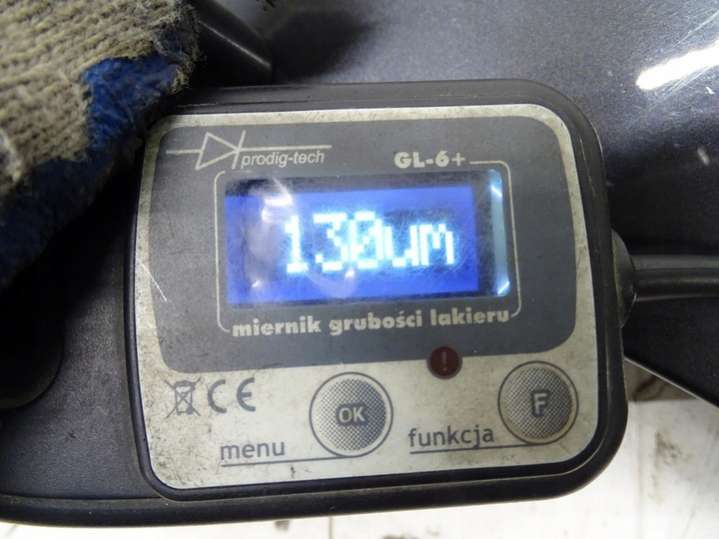 prodig-tech
GL-6+
130um
miernik grubości lakieru
!
CE
OK
F
menu
funkcja